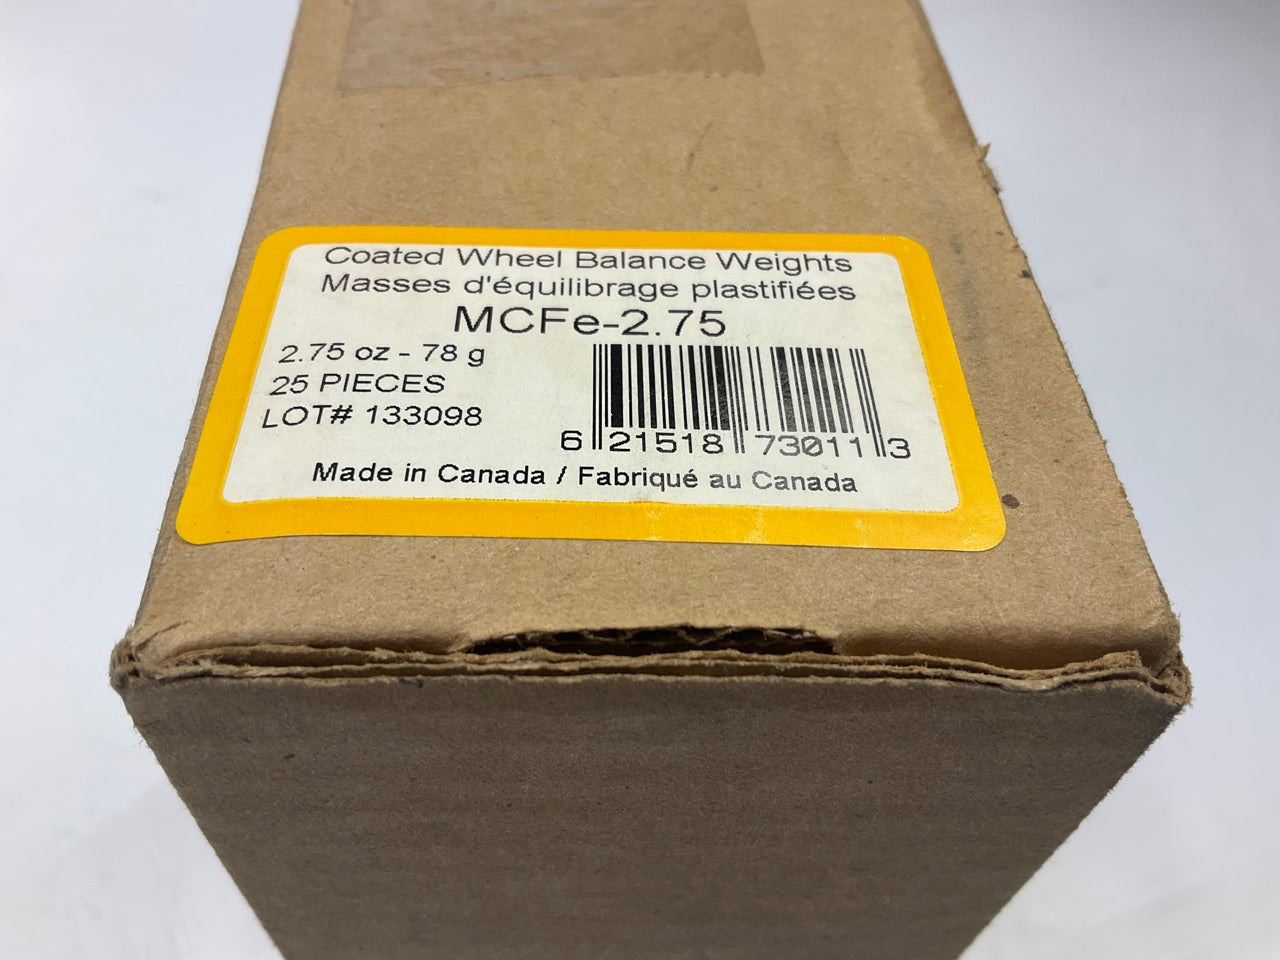 Coated Wheel Balance Weights
Masses d'équilibrage plastifiées
MCFe-2.75
2.75 oz - 78 g
25 PIECES
LOT# 133098
6 21518 73011 3
Made in Canada / Fabriqué au Canada